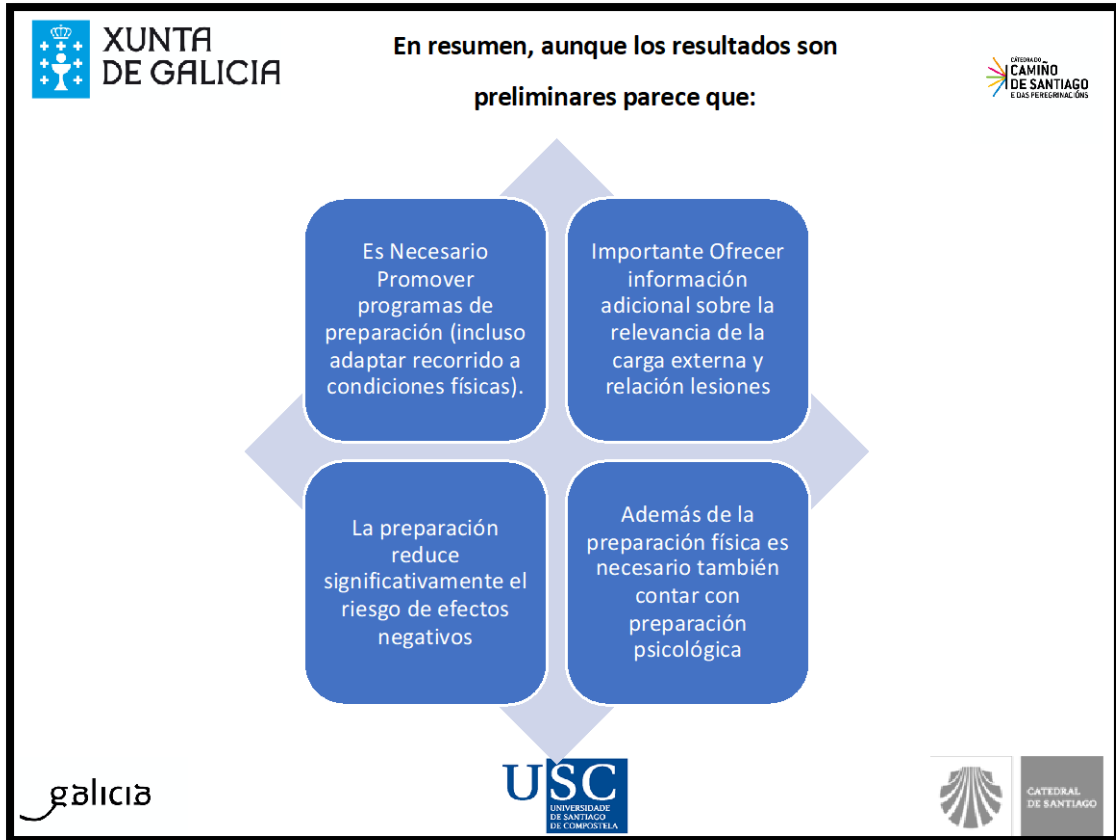 XUNTA
DE GALICIA
En resumen, aunque los resultados son
preliminares parece que:
CÁTEDRA DO
CAMIÑO
DE SANTIAGO
E DAS PEREGRINACIÓNS
Es Necesario
Promover
programas de
preparación (incluso
adaptar recorrido a
condiciones físicas).
Importante Ofrecer
información
adicional sobre la
relevancia de la
carga externa y
relación lesiones
La preparación
reduce
significativamente el
riesgo de efectos
negativos
Además de la
preparación física es
necesario también
contar con
preparación
psicológica
galicia
USC
UNIVERSIDADE
DE SANTIAGO
DE COMPOSTELA
CATEDRAL
DE SANTIAGO